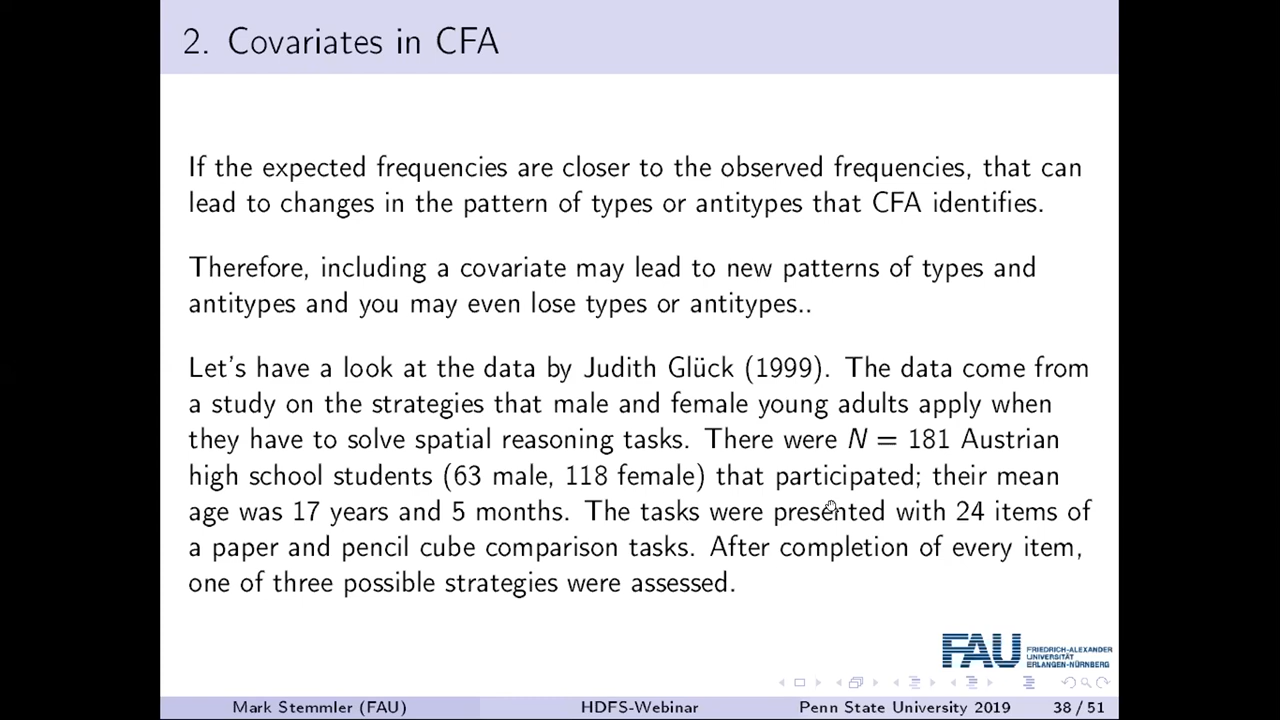 2. Covariates in CFA
If the expected frequencies are closer to the observed frequencies, that can
lead to changes in the pattern of types or antitypes that CFA identifies.
Therefore, including a covariate may lead to new patterns of types and
antitypes and you may even lose types or antitypes..
Let's have a look at the data by Judith Glück (1999). The data come from
a study on the strategies that male and female young adults apply when
they have to solve spatial reasoning tasks. There were N = 181 Austrian
high school students (63 male, 118 female) that participated; their mean
age was 17 years and 5 months. The tasks were presented with 24 items of
a paper and pencil cube comparison tasks. After completion of every item,
one of three possible strategies were assessed.
FAU
FRIEDRICH-ALEXANDER
UNIVERSITÄT
ERLANGEN-NÜRNBERG
Mark Stemmler (FAU) HDFS-Webinar Penn State University 2019 38 / 51